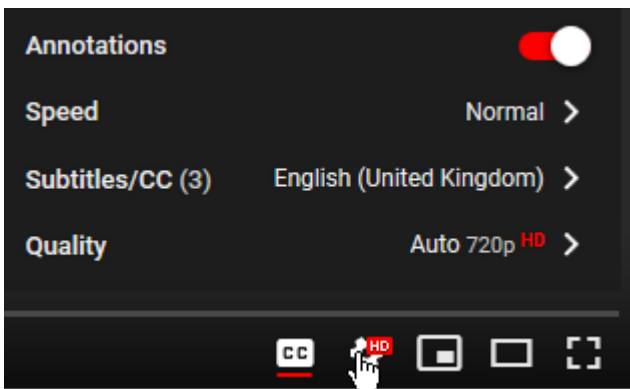 Annotations
Speed Normal
Subtitles/CC (3) English (United Kingdom)
Quality Auto 720p HD
CC HD